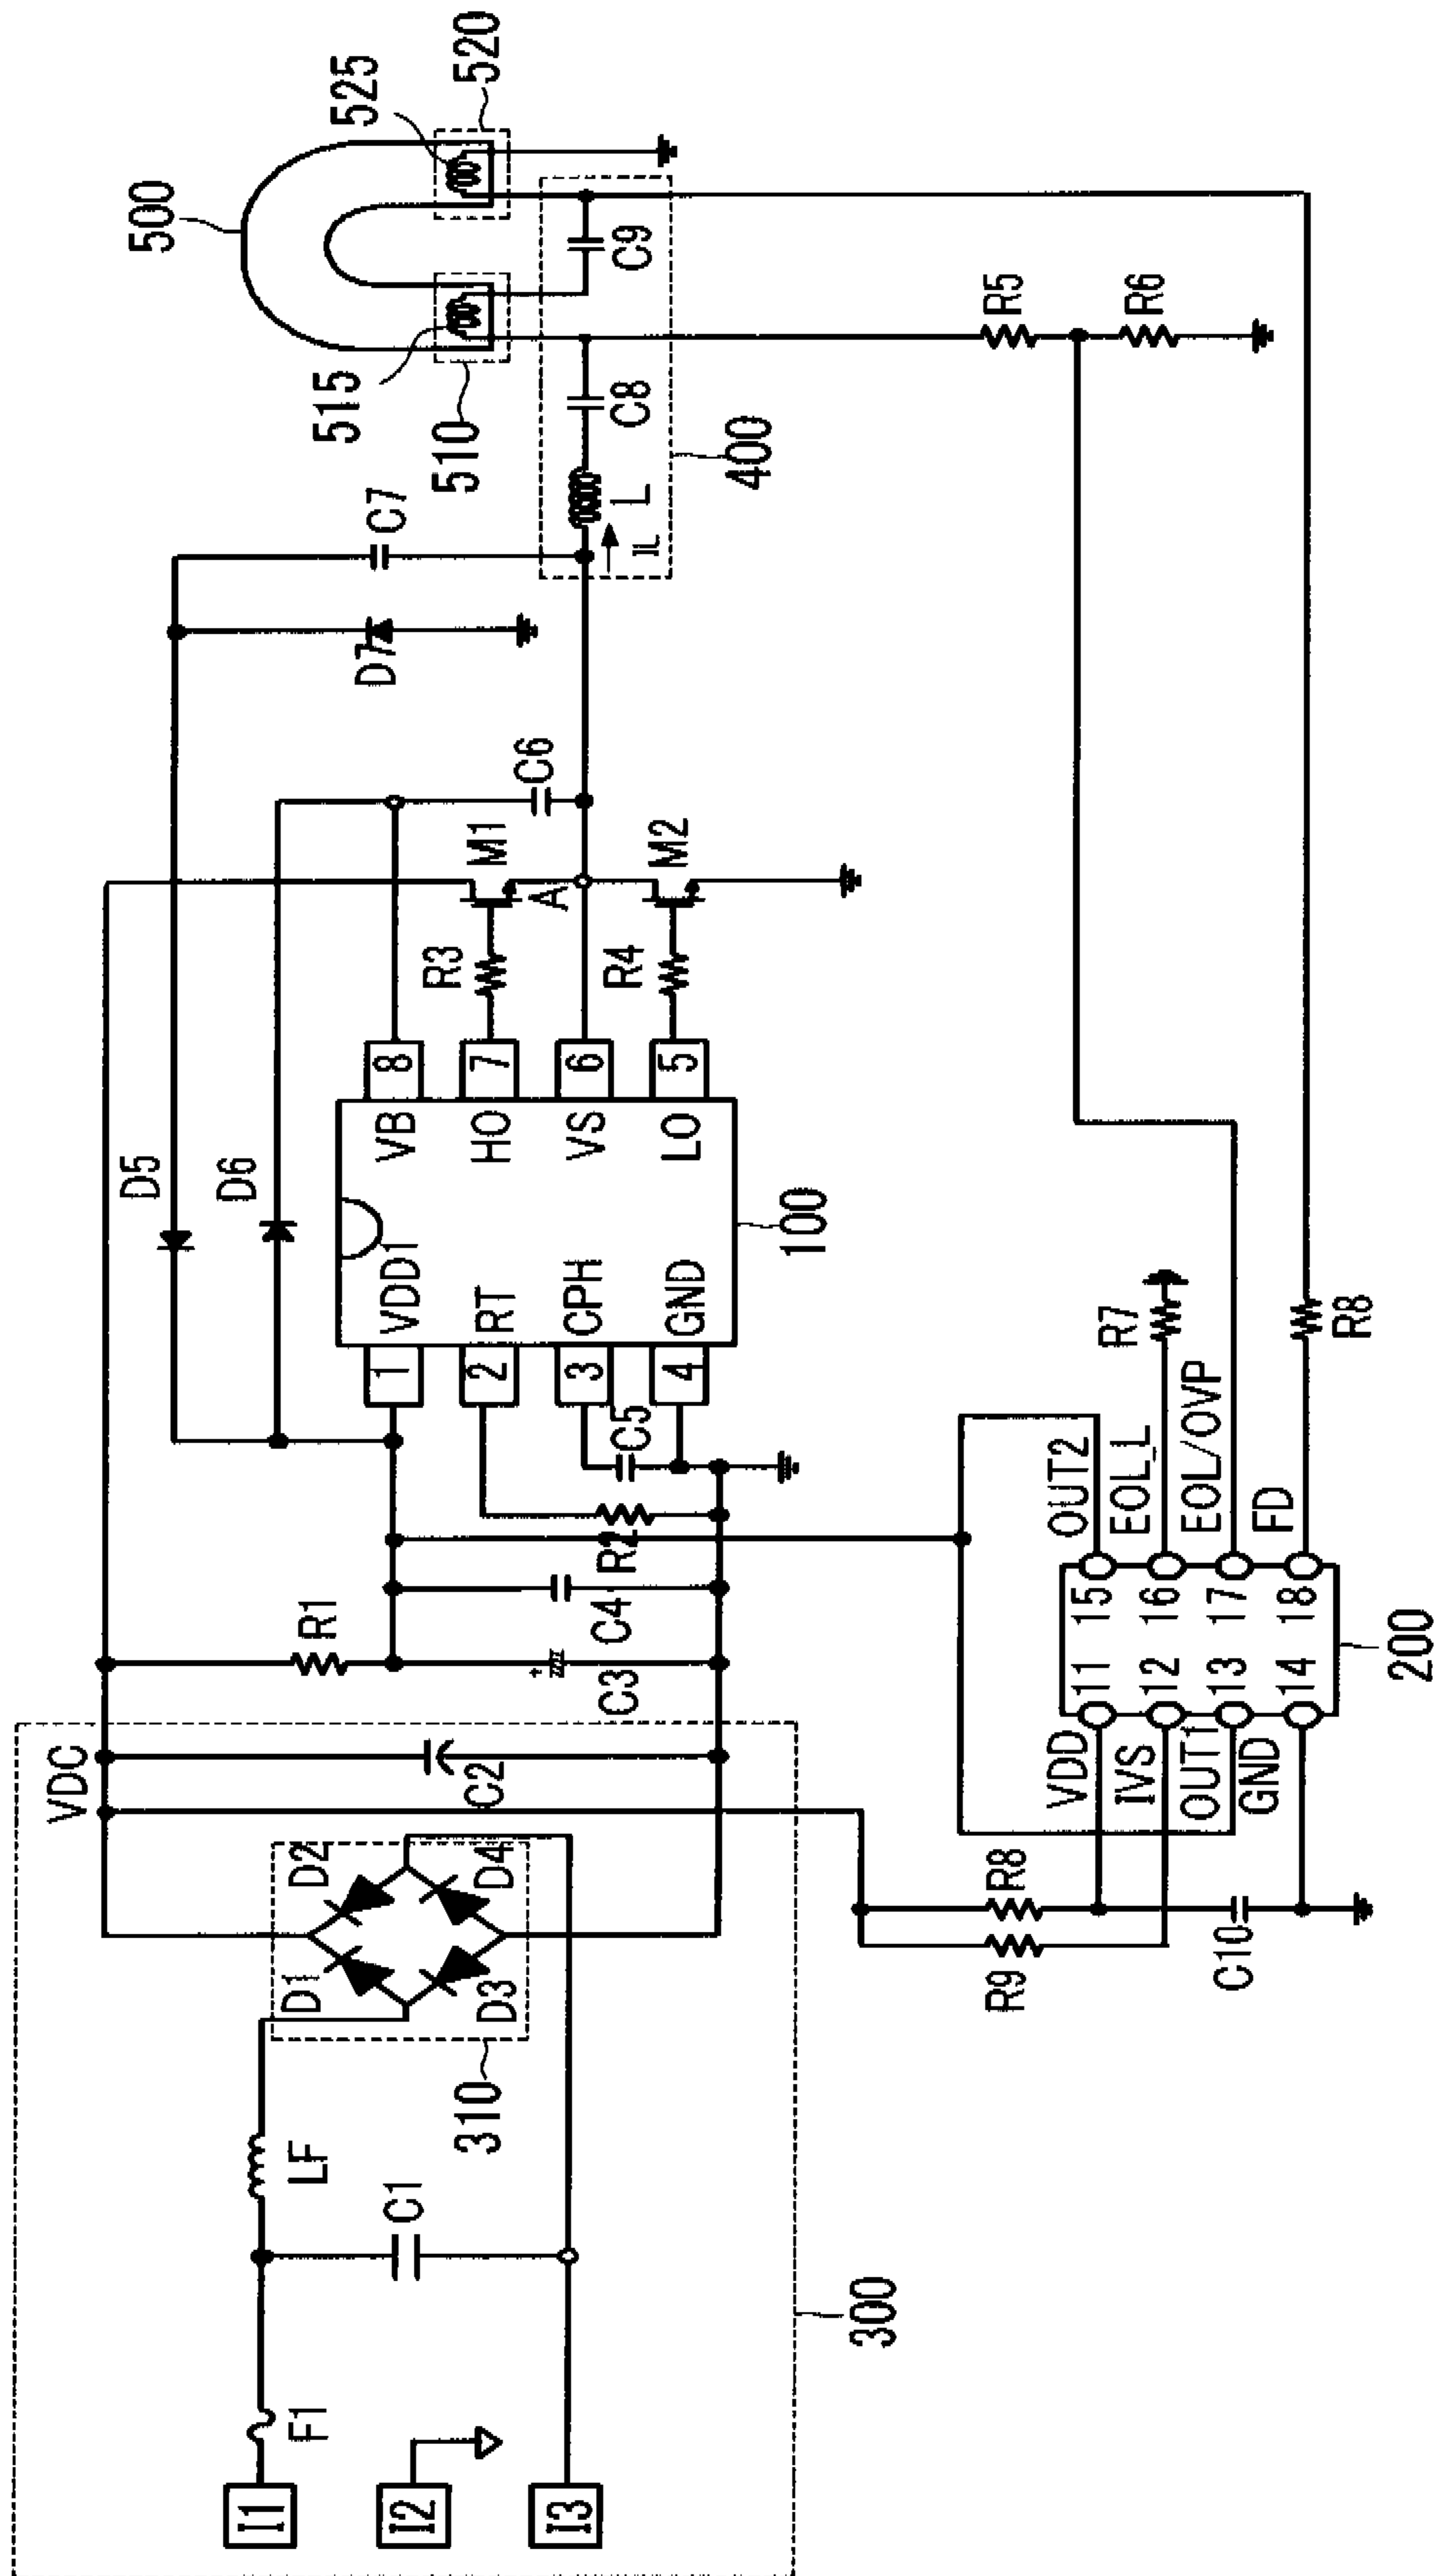 500
525
520
515
510
C9
C8
L
IL
400
C7
D7
R5
R6
C6
M1
A
M2
R3
R4
D5
D6
8
7
6
5
VB
HO
VS
LO
100
VDD1
RT
CPH
GND
1
2
3
4
C5
R2
C4
R1
C3
R7
R8
OUT2
EOL_L
EOL/OVP
FD
15
16
17
18
11
12
13
14
200
VDD
IVS
OUT1
GND
R8
R9
C10
VDC
C2
D2
D4
D1
D3
310
LF
C1
300
F1
I1
I2
I3